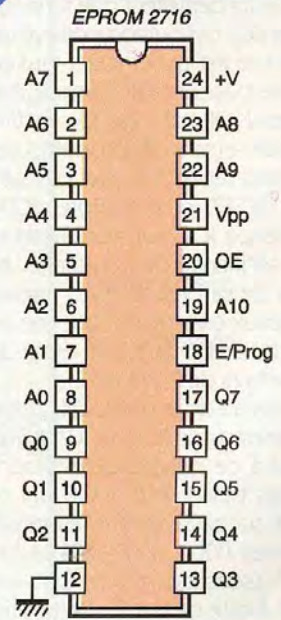 EPROM 2716
A7 1 24 +V
A6 2 23 A8
A5 3 22 A9
A4 4 21 Vpp
A3 5 20 OE
A2 6 19 A10
A1 7 18 E/Prog
A0 8 17 Q7
Q0 9 16 Q6
Q1 10 15 Q5
Q2 11 14 Q4
12 13 Q3